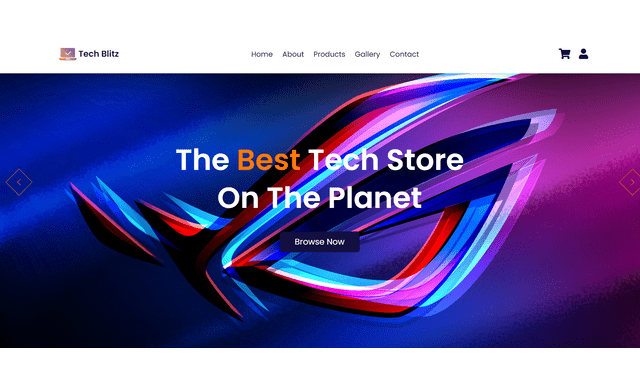 Tech Blitz
Home About Products Gallery Contact
The Best Tech Store
On The Planet
Browse Now